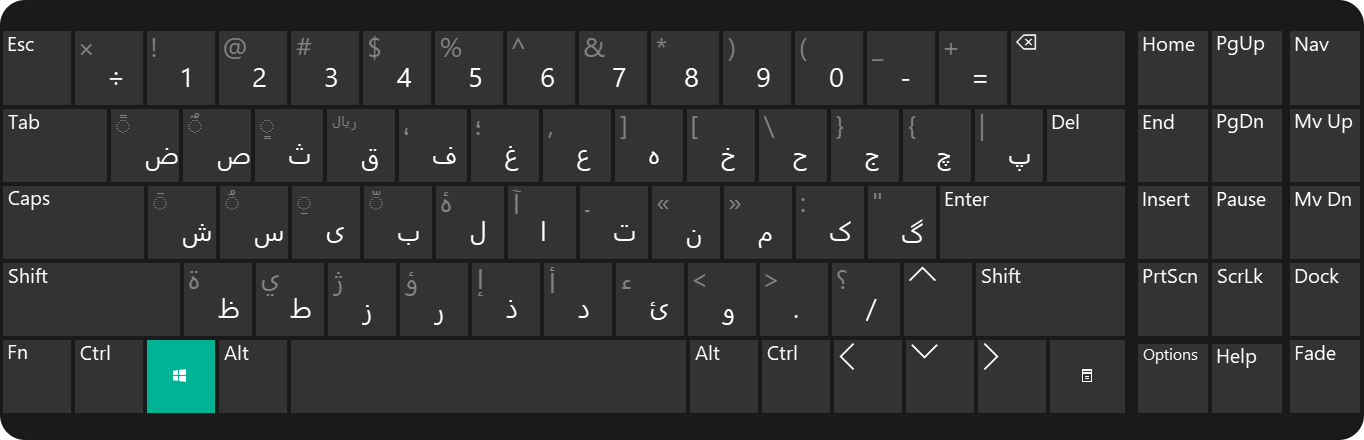 Esc × ÷ ! 1 @ 2 # 3 $ 4 % 5 ^ 6 & 7 * 8 ) 9 ( 0 _ - + = Home PgUp Nav
Tab ◌ً ض ◌ٌ ص ◌ٍ ث ریال ق ، ف ؛ غ , ع ] ه [ خ \ ح } ج { چ | پ Del End PgDn Mv Up
Caps ◌َ ش ◌ُ س ◌ِ ی ◌ّ ب ۀ ل آ ا ـ ت « ن » م : ک " گ Enter Insert Pause Mv Dn
Shift ة ظ ي ط ژ ز ؤ ر إ ذ أ د ء ئ < و > . ؟ / Shift PrtScn ScrLk Dock
Fn Ctrl Alt Alt Ctrl Options Help Fade